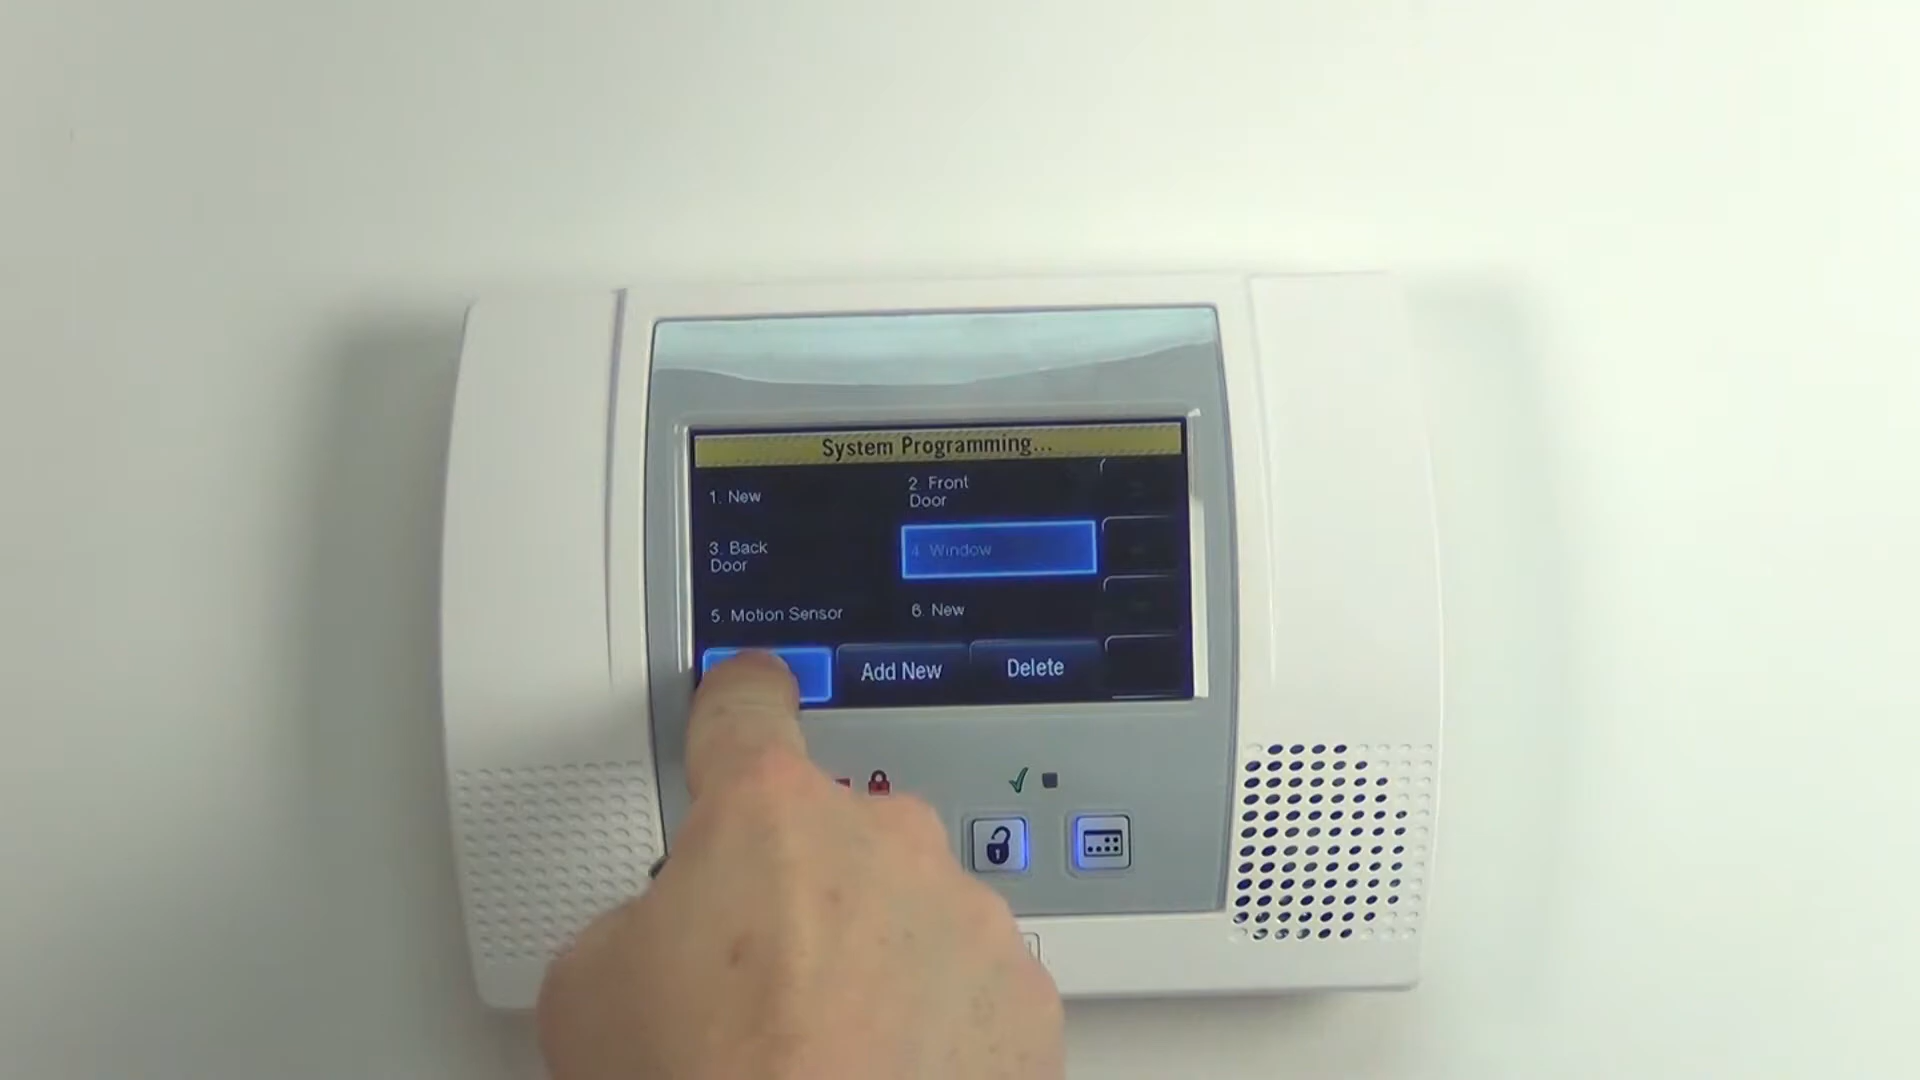 System Programming...
1. New
2. Front
Door
3. Back
Door
4. Window
5. Motion Sensor
6. New
Add New
Delete